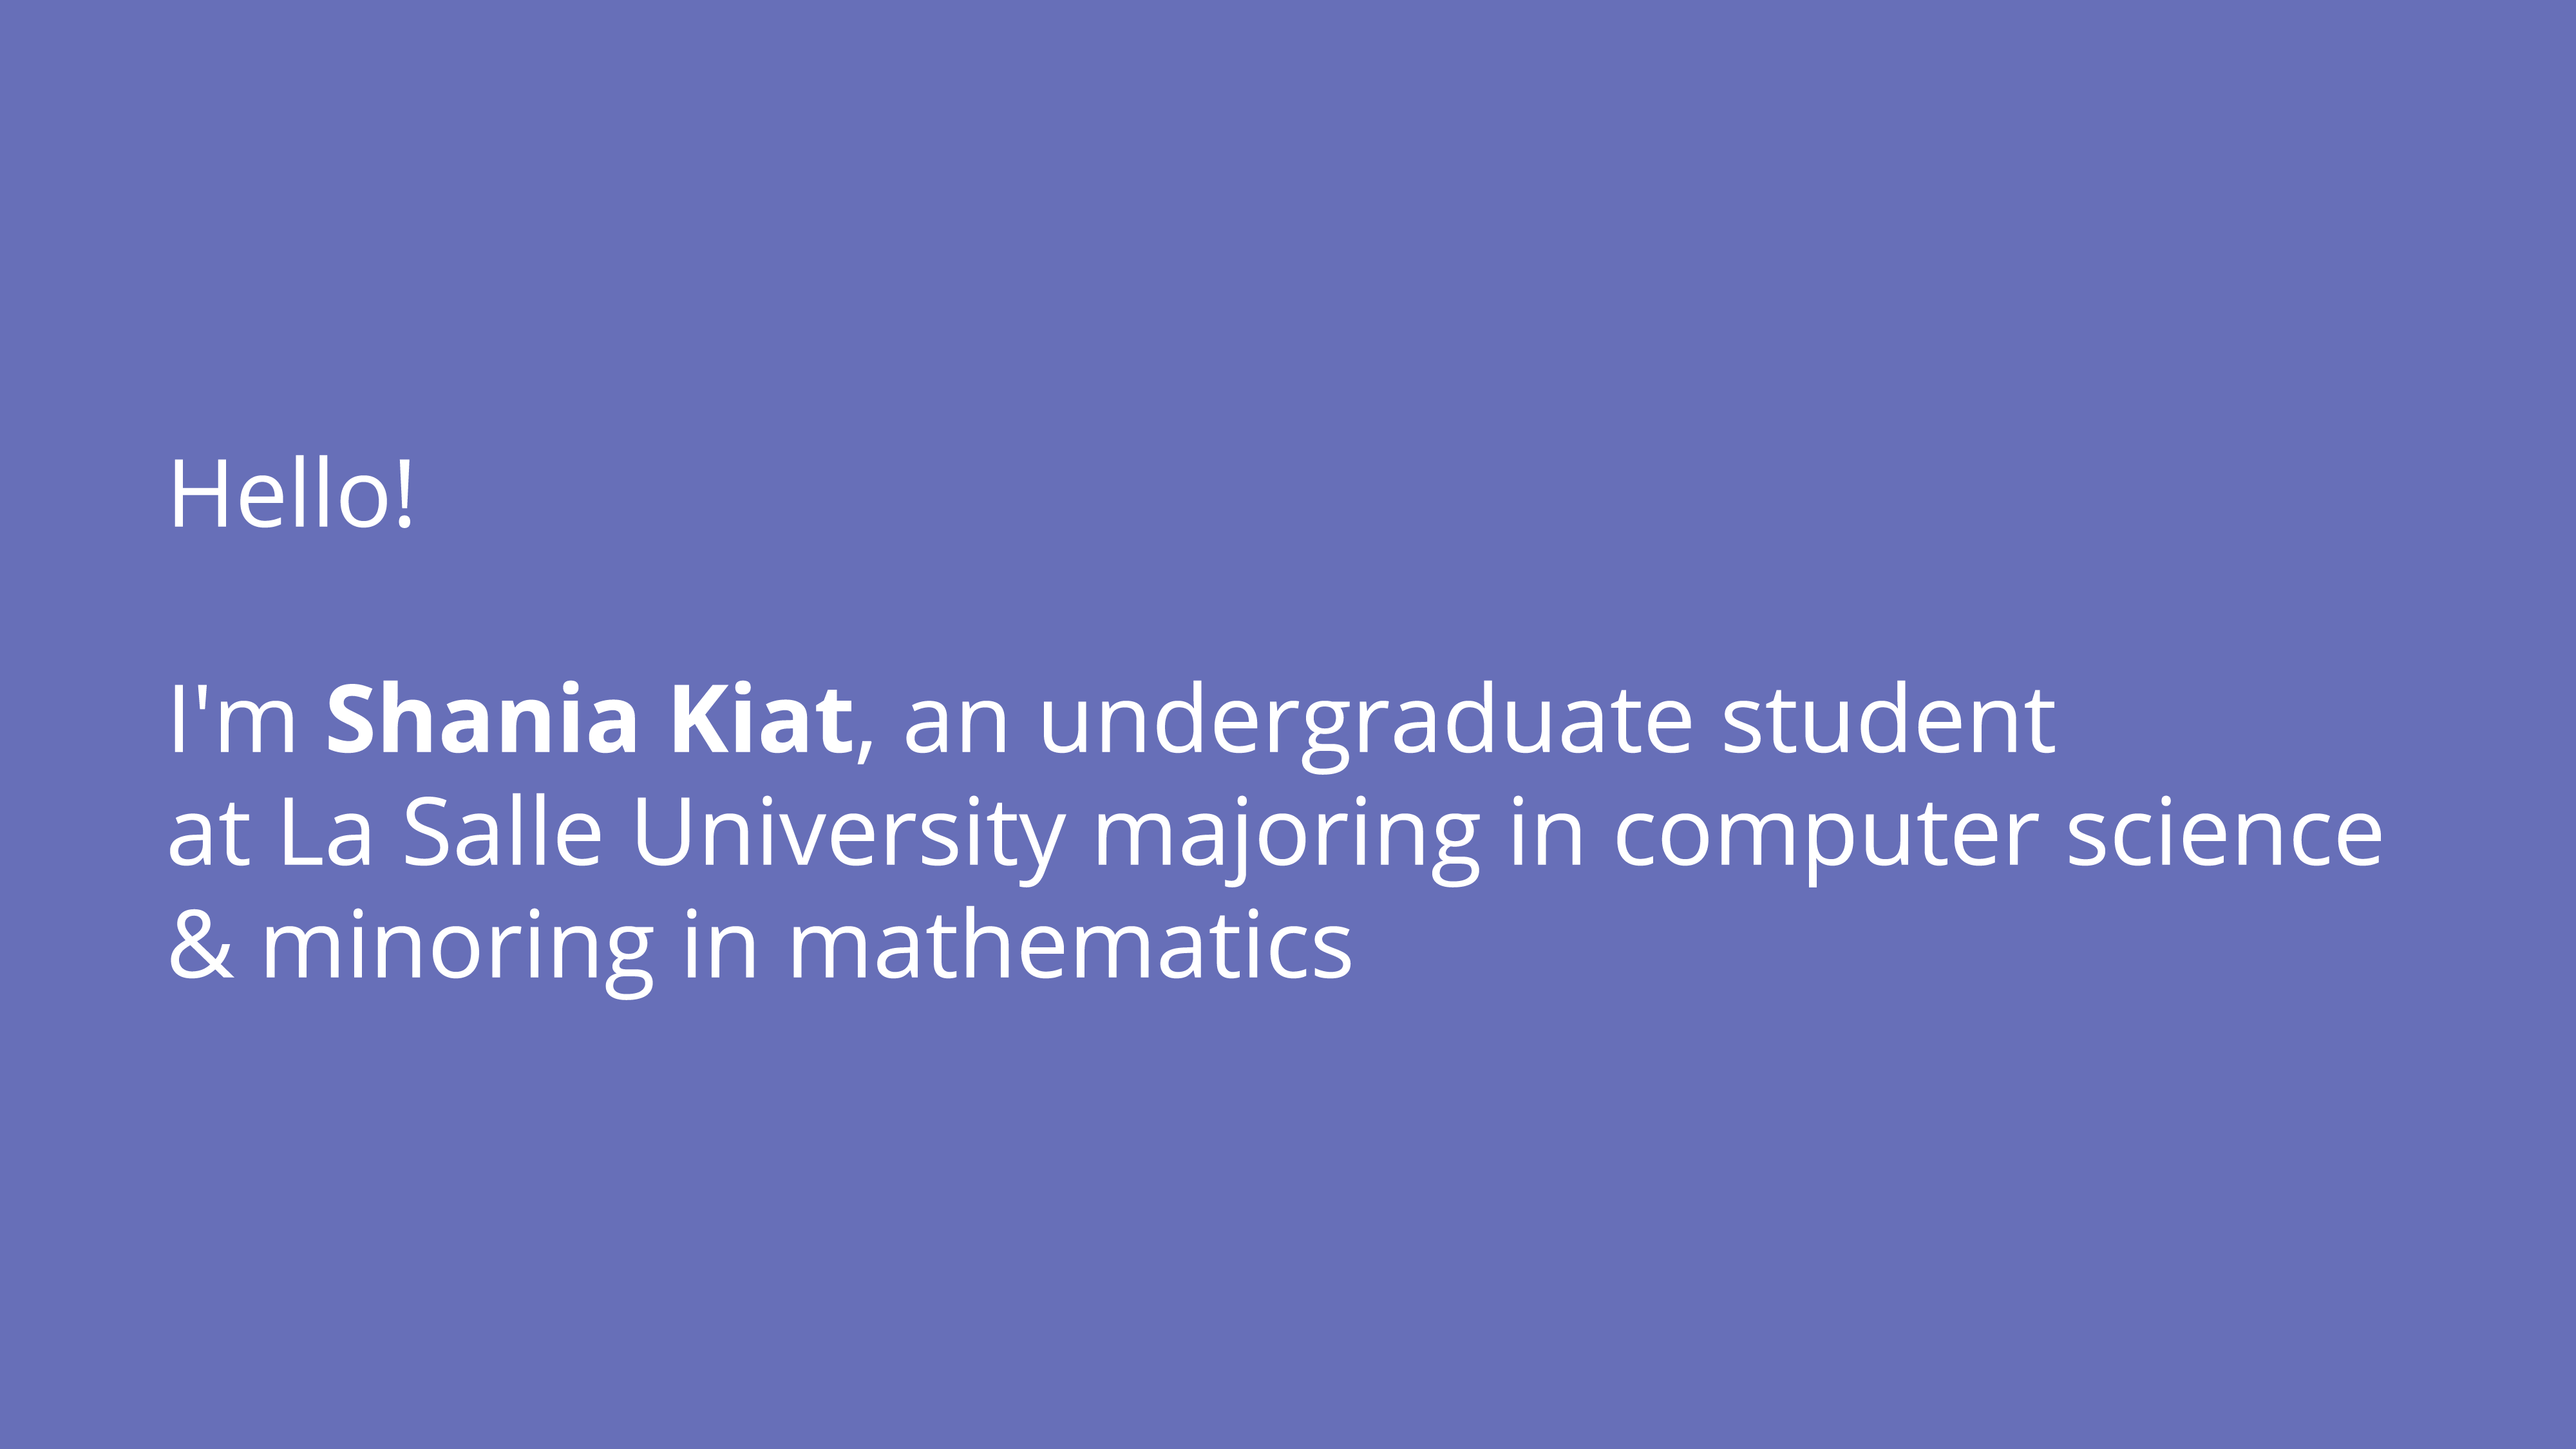 Hello!
I'm Shania Kiat, an undergraduate student
at La Salle University majoring in computer science
& minoring in mathematics